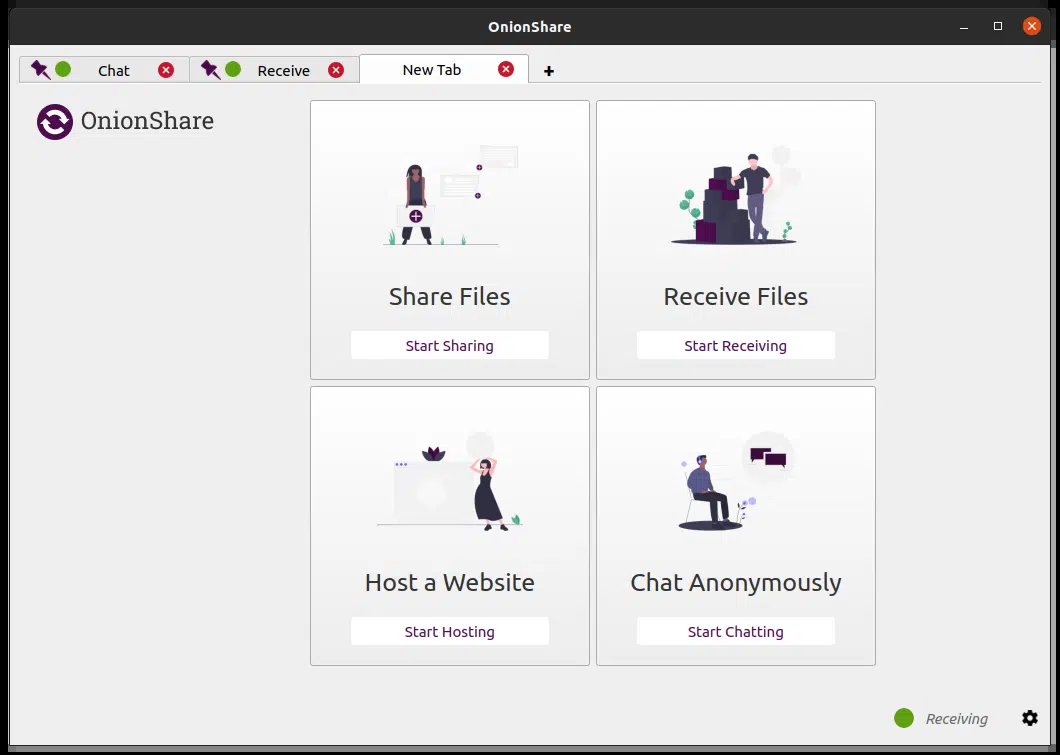 OnionShare
Chat
Receive
New Tab
OnionShare
Share Files
Start Sharing
Receive Files
Start Receiving
Host a Website
Start Hosting
Chat Anonymously
Start Chatting
Receiving